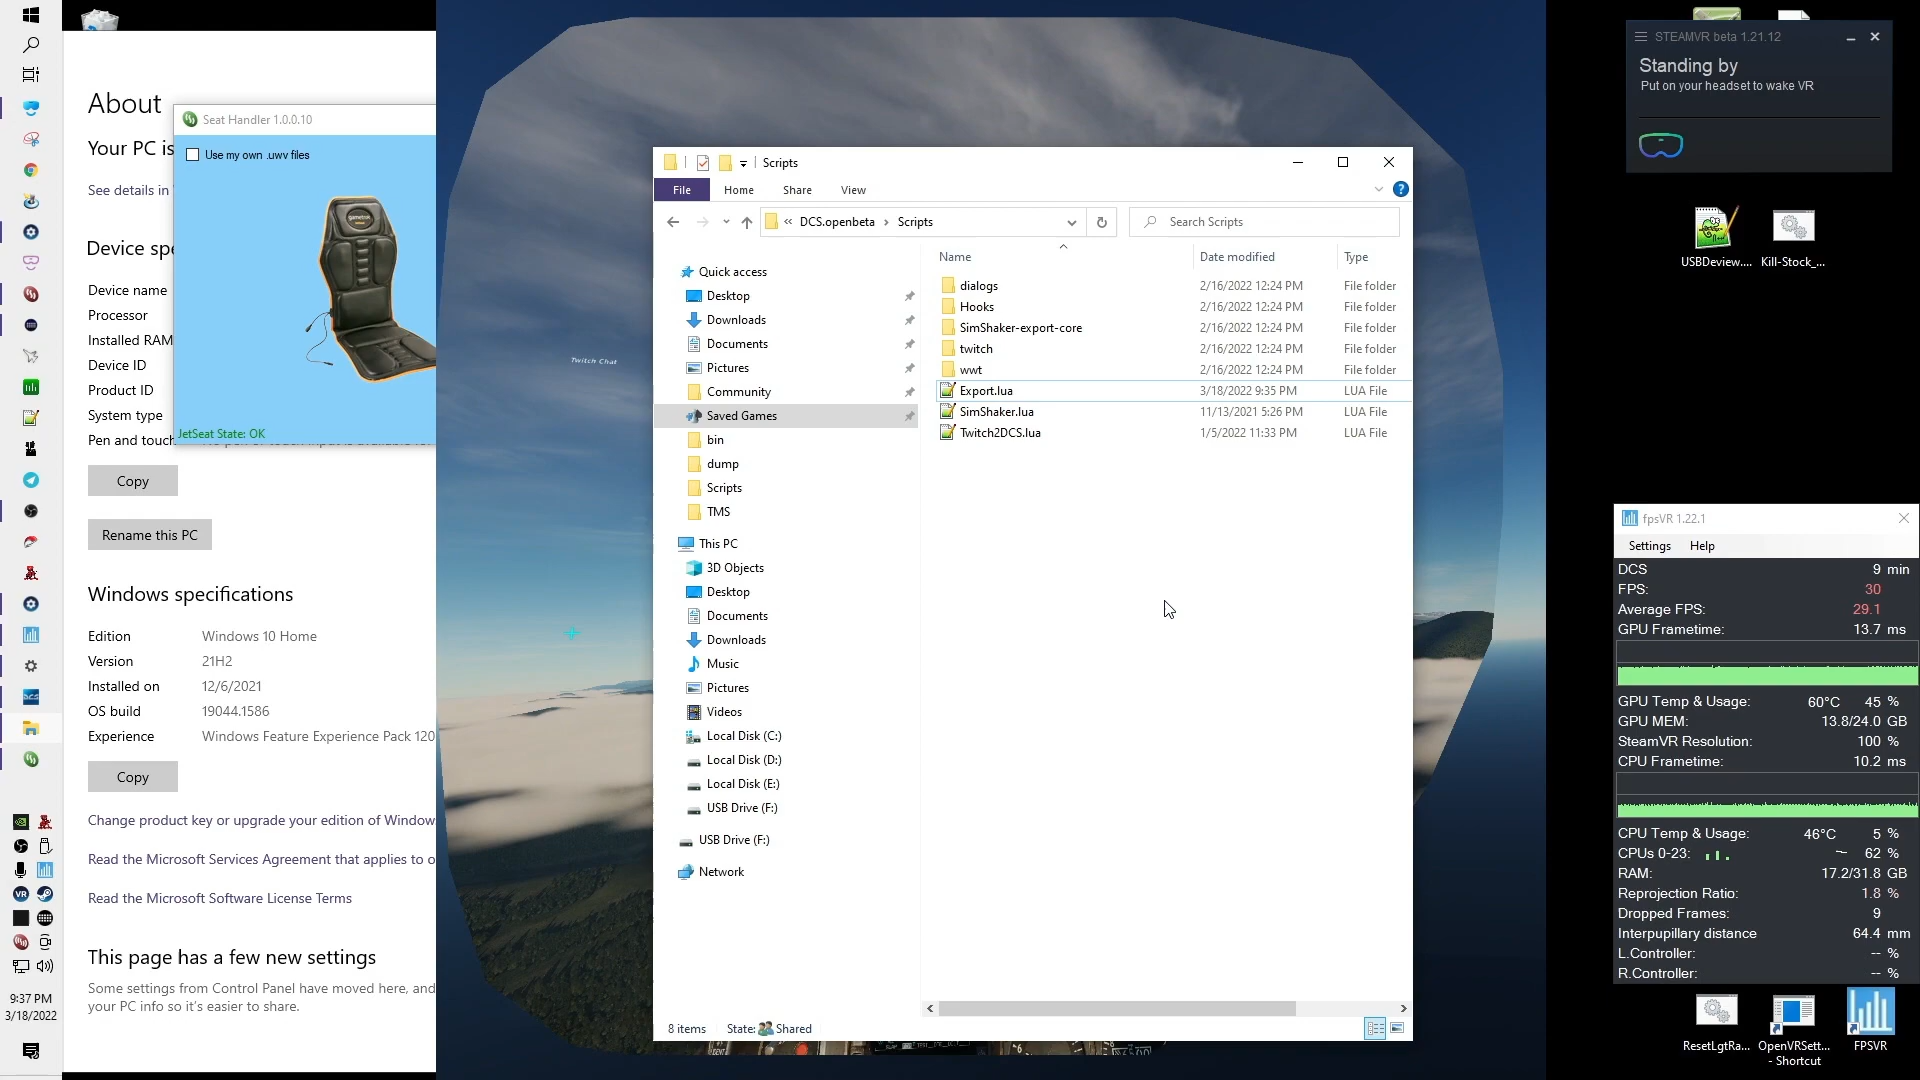 About
Your PC is
See details in
Device spe
Device name
Processor
Installed RAM
Device ID
Product ID
System type
Pen and touch
Copy
Rename this PC
Windows specifications
Edition Windows 10 Home
Version 21H2
Installed on 12/6/2021
OS build 19044.1586
Experience Windows Feature Experience Pack 120
Copy
Change product key or upgrade your edition of Window
Read the Microsoft Services Agreement that applies to o
Read the Microsoft Software License Terms
This page has a few new settings
Some settings from Control Panel have moved here, and
your PC info so it's easier to share.
9:37 PM
3/18/2022
Seat Handler 1.0.0.10
Use my own .uwv files
gametrix
JetSeat State: OK
Twitch Chat
Scripts
File Home Share View
« DCS.openbeta › Scripts
Search Scripts
Quick access
Desktop
Downloads
Documents
Pictures
Community
Saved Games
bin
dump
Scripts
TMS
This PC
3D Objects
Desktop
Documents
Downloads
Music
Pictures
Videos
Local Disk (C:)
Local Disk (D:)
Local Disk (E:)
USB Drive (F:)
USB Drive (F:)
Network
Name Date modified Type
dialogs 2/16/2022 12:24 PM File folder
Hooks 2/16/2022 12:24 PM File folder
SimShaker-export-core 2/16/2022 12:24 PM File folder
twitch 2/16/2022 12:24 PM File folder
wwt 2/16/2022 12:24 PM File folder
Export.lua 3/18/2022 9:35 PM LUA File
SimShaker.lua 11/13/2021 5:26 PM LUA File
Twitch2DCS.lua 1/5/2022 11:33 PM LUA File
8 items State: Shared
STEAMVR beta 1.21.12
Standing by
Put on your headset to wake VR
USBDeview....
Kill-Stock_...
fpsVR 1.22.1
Settings Help
DCS 9 min
FPS: 30
Average FPS: 29.1
GPU Frametime: 13.7 ms
GPU Temp & Usage: 60°C 45 %
GPU MEM: 13.8/24.0 GB
SteamVR Resolution: 100 %
CPU Frametime: 10.2 ms
CPU Temp & Usage: 46°C 5 %
CPUs 0-23: 62 %
RAM: 17.2/31.8 GB
Reprojection Ratio: 1.8 %
Dropped Frames: 9
Interpupillary distance 64.4 mm
L.Controller: -- %
R.Controller: -- %
ResetLgtRa...
OpenVRSett...
- Shortcut
FPSVR